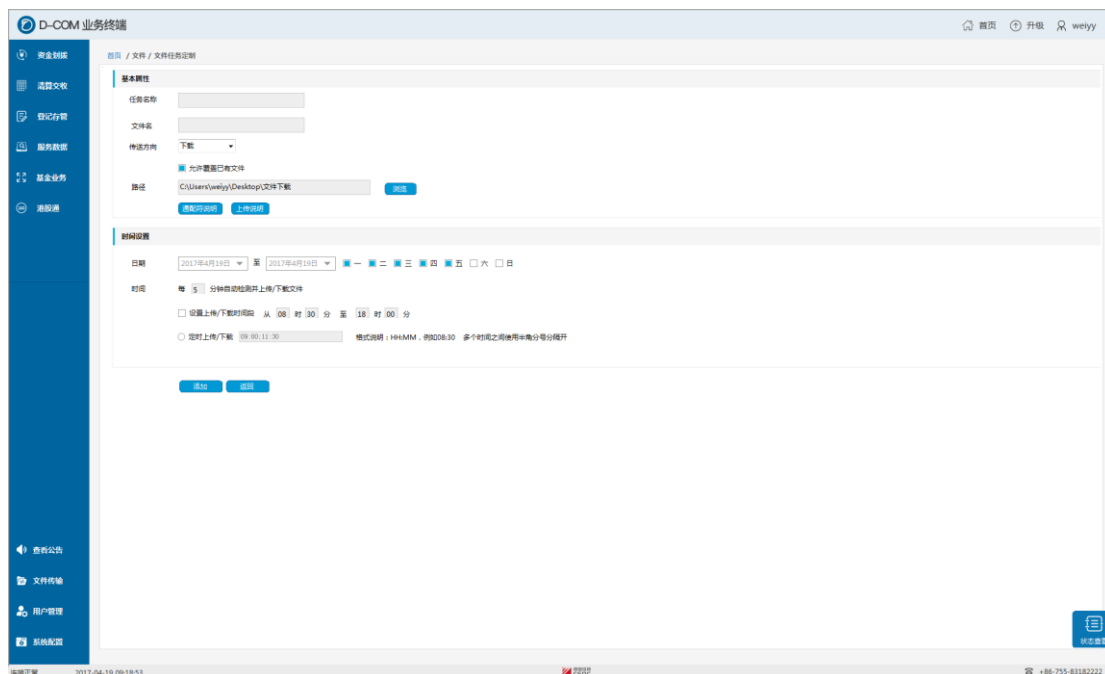 D-COM 业务终端
首页 升级 weiyy
资金划拨
清算交收
登记存管
服务数据
基金业务
港股通
首页 / 文件 / 文件任务定制
基本属性
任务名称
文件名
传送方向 下载
允许覆盖已有文件
路径 C:\Users\weiyy\Desktop\文件下载 浏览
通配符说明 上传说明
时间设置
日期 2017年4月19日 至 2017年4月19日 一 二 三 四 五 六 日
时间 每 5 分钟自动检测并上传/下载文件
设置上传/下载时间段 从 08 时 30 分 至 18 时 00 分
定时上传/下载 09:00;11:30 格式说明：HH:MM，例如08:30 多个时间之间使用半角分号分隔开
添加 返回
查看公告
文件传输
用户管理
系统配置
状态查看
连接正常 2017-04-19 09:18:53 +86-755-83182222